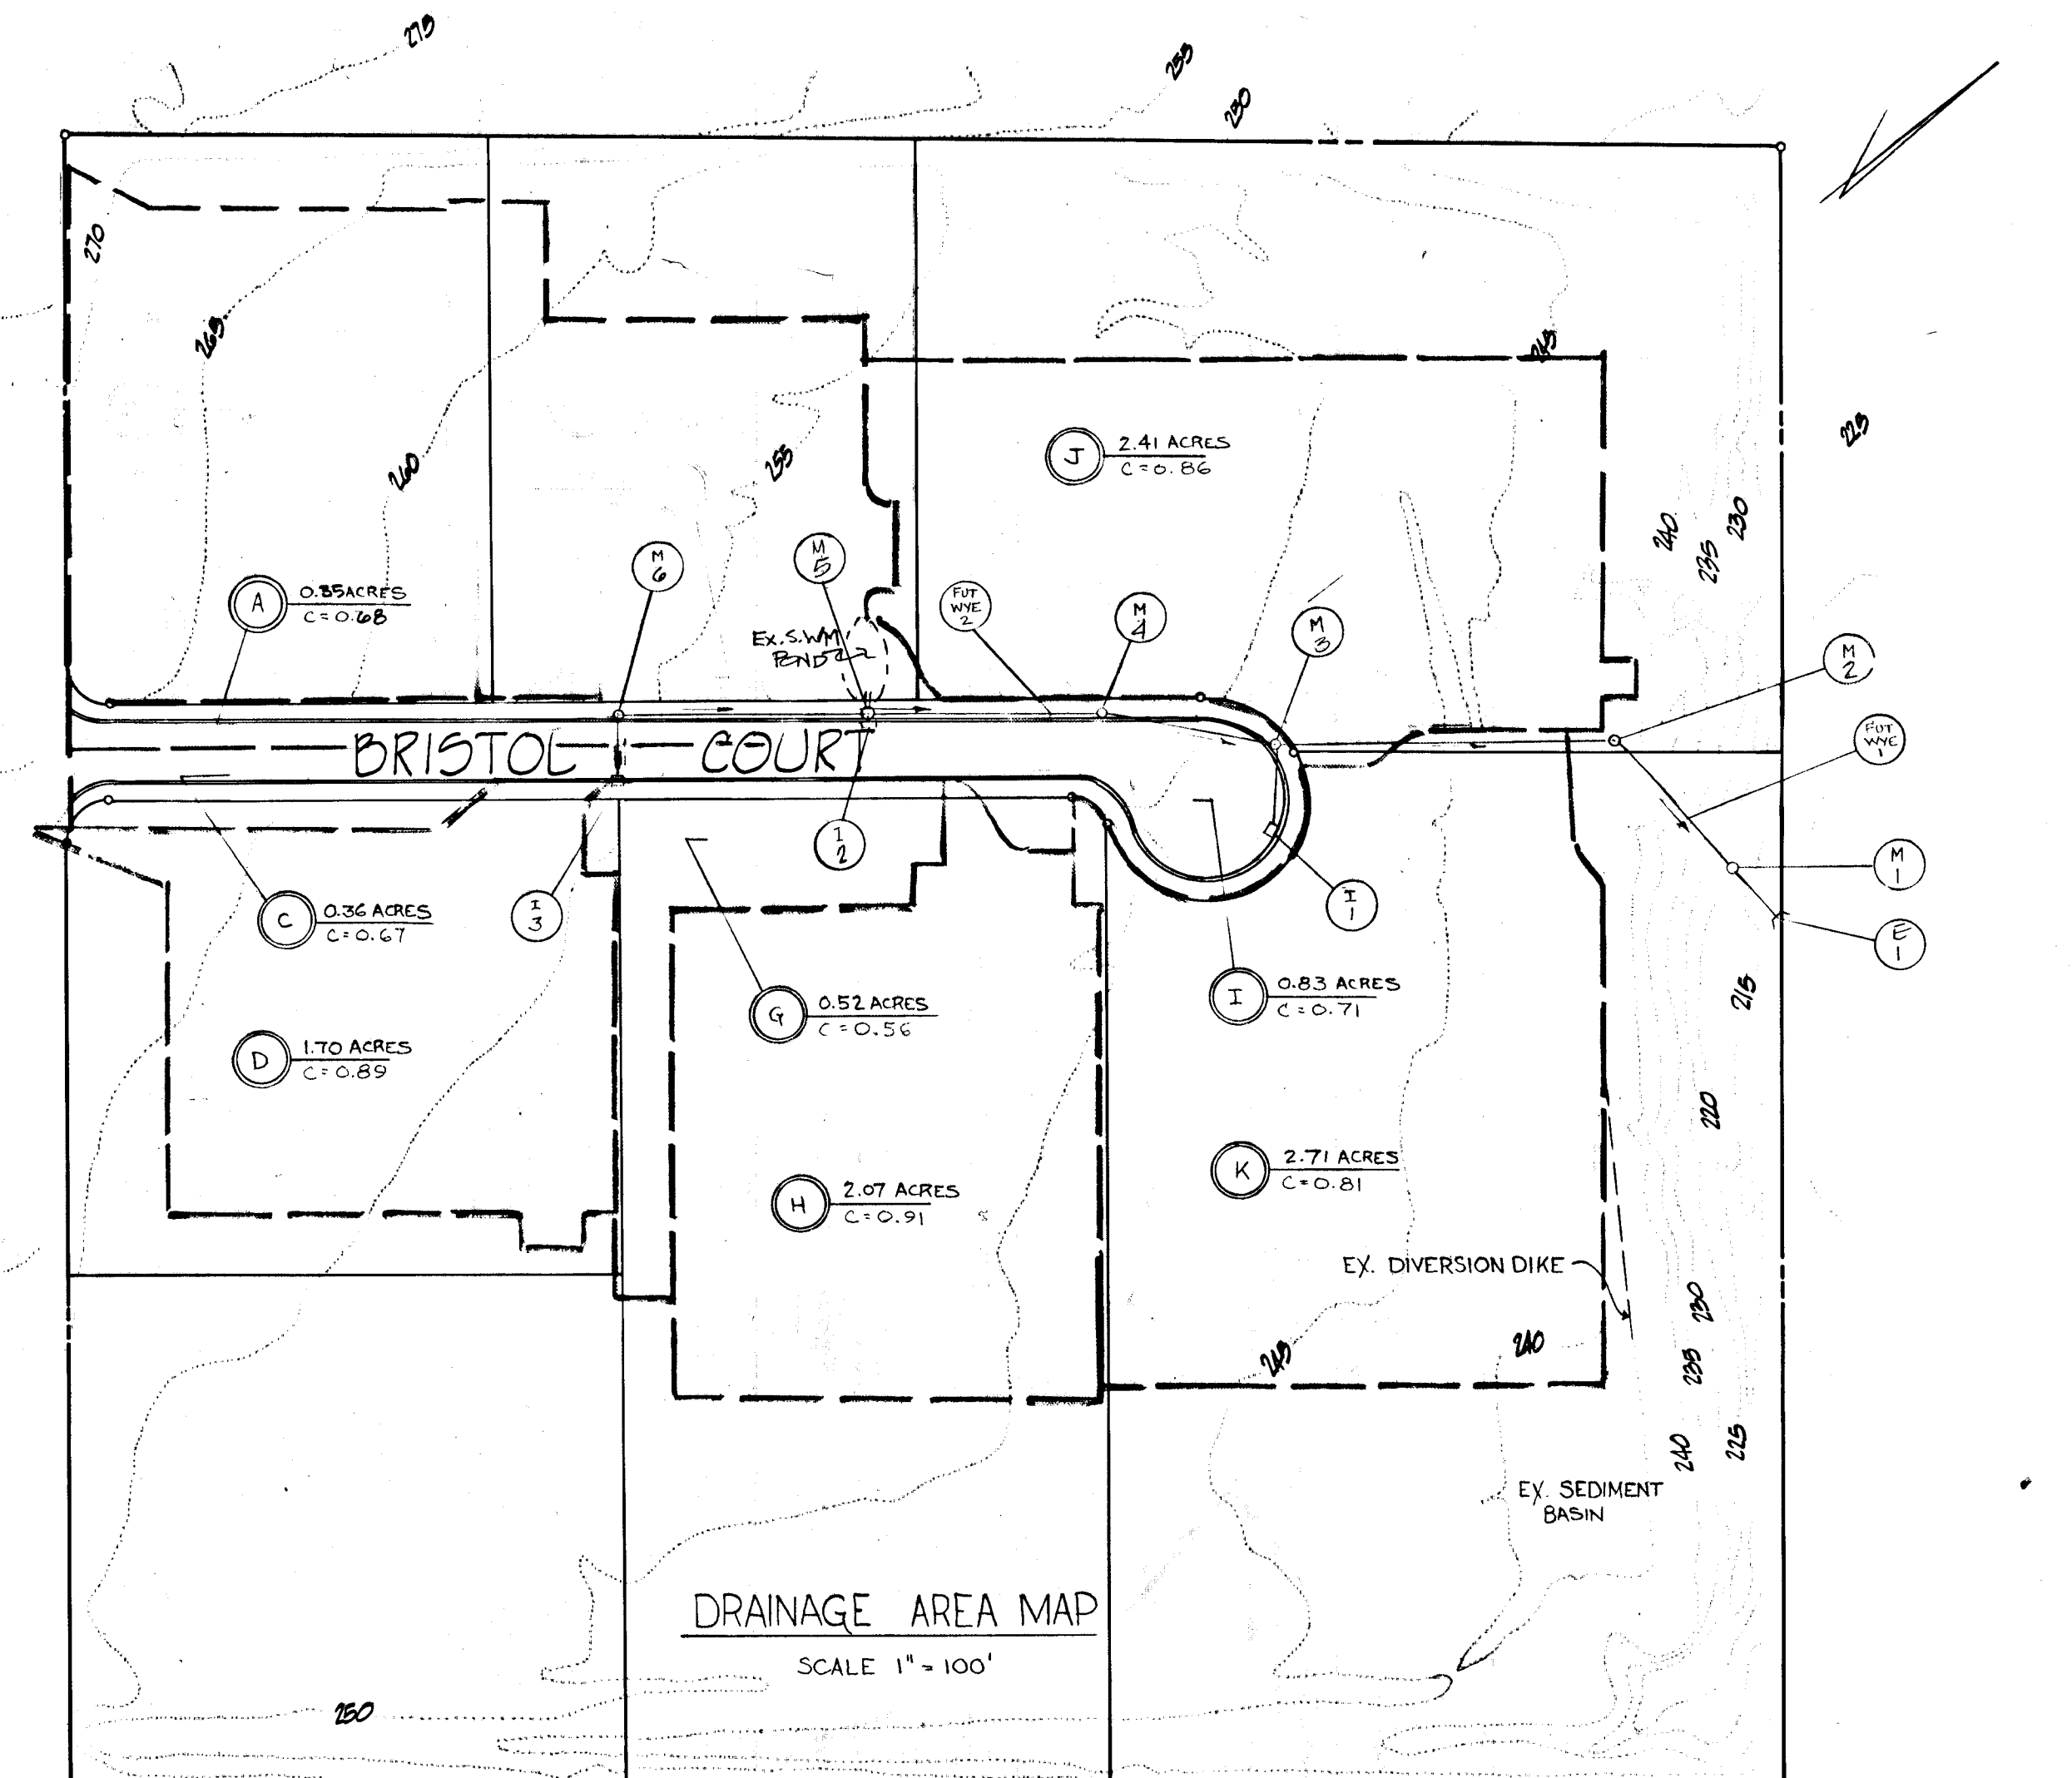 275
255
250
270
265
245
2.41 ACRES
J
C=0.86
225
260
255
240
230
235
M
6
M
5
FUT
WYE
2
M
4
M
3
A
C=0.68
EX. S.W.M
POND
M
2
FUT
WYE
1
BRISTOL COURT
I
2
M
1
I
3
I
1
E
1
C
0.36 ACRES
C=0.67
G
0.52 ACRES
C=0.56
I
0.83 ACRES
C=0.71
215
D
1.70 ACRES
C=0.89
220
H
2.07 ACRES
C=0.91
K
2.71 ACRES
C=0.81
EX. DIVERSION DIKE
230
245
240
235
240
225
EX. SEDIMENT
BASIN
DRAINAGE AREA MAP
SCALE 1"=100'
250